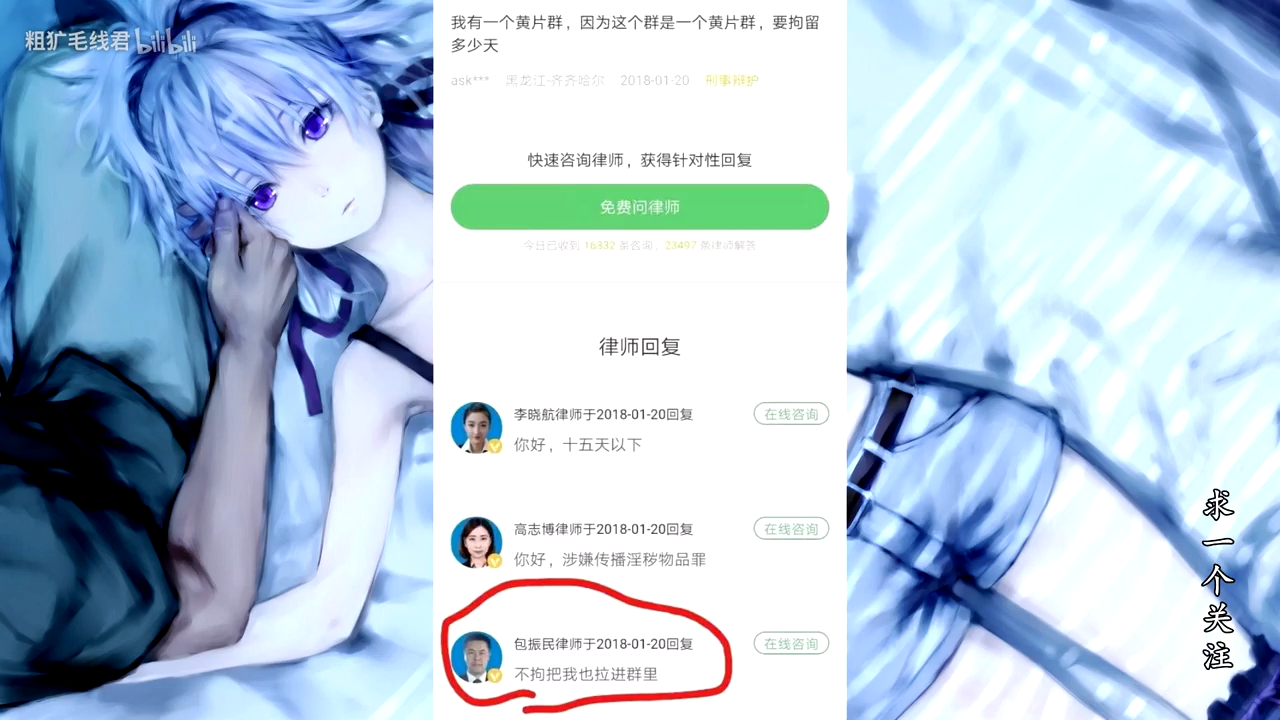 粗犷毛线君 bilibili
我有一个黄片群，因为这个群是一个黄片群，要拘留
多少天
ask*** 黑龙江-齐齐哈尔 2018-01-20 刑事辩护
快速咨询律师，获得针对性回复
免费问律师
今日已收到 16332 条咨询，23497 条律师解答
律师回复
李晓航律师于2018-01-20回复 在线咨询
你好，十五天以下
高志博律师于2018-01-20回复 在线咨询
你好，涉嫌传播淫秽物品罪
包振民律师于2018-01-20回复 在线咨询
不拘把我也拉进群里
求一个关注